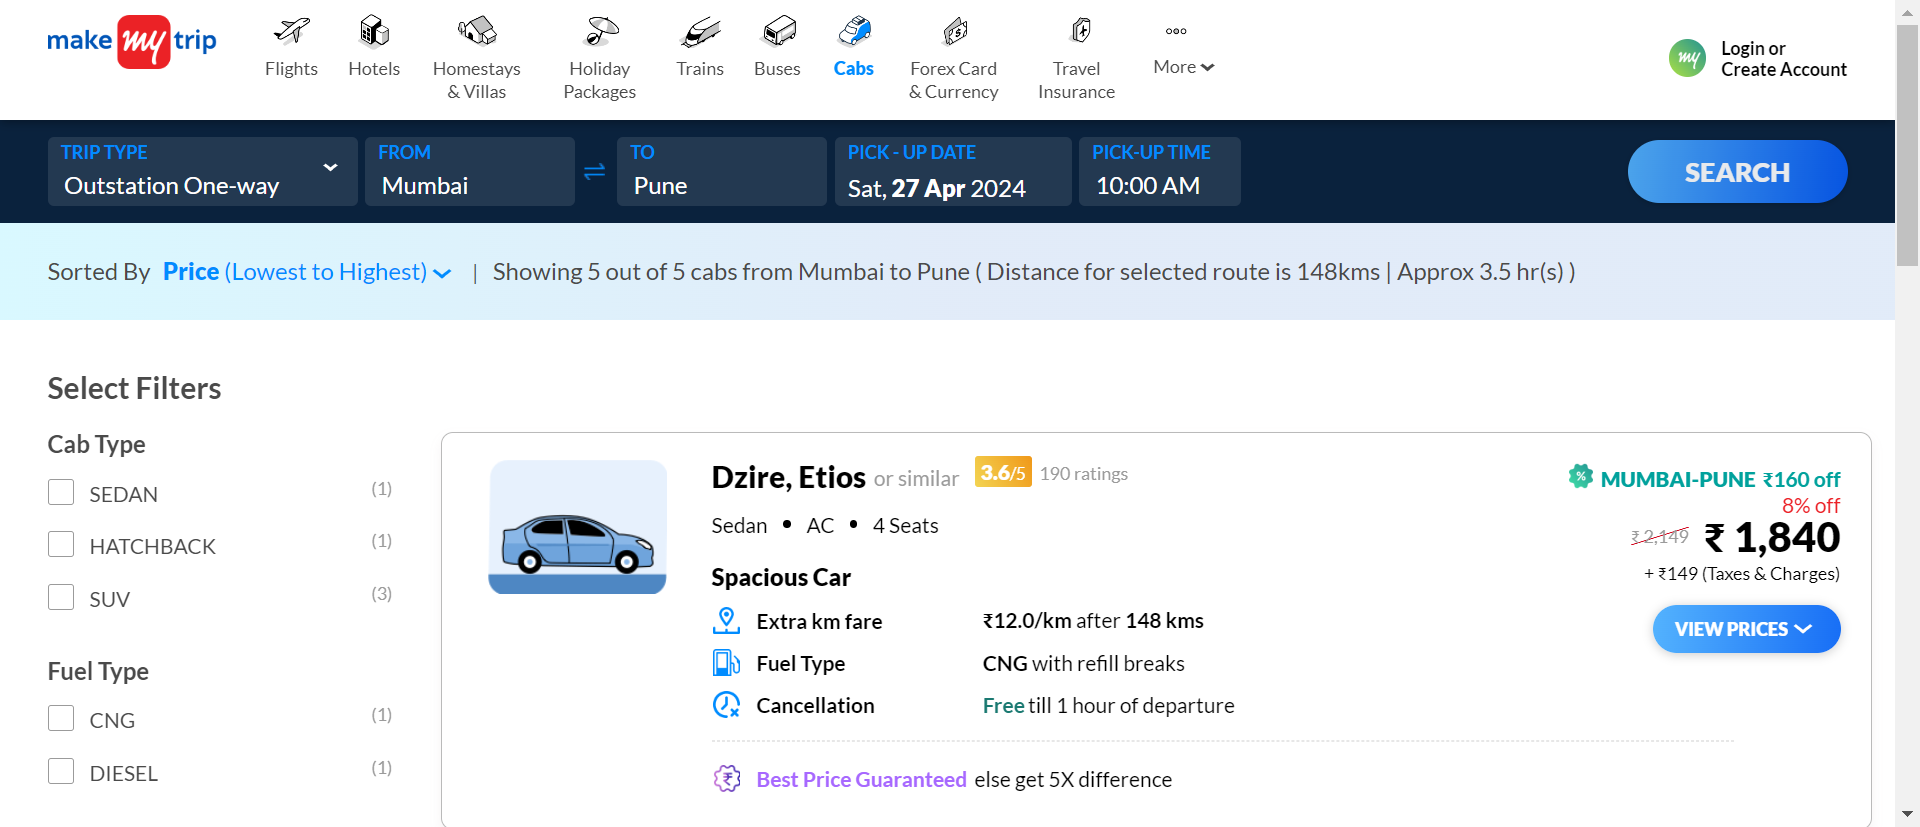 make my trip
Flights
Hotels
Homestays
& Villas
Holiday
Packages
Trains
Buses
Cabs
Forex Card
& Currency
Travel
Insurance
More
my
Login or
Create Account
TRIP TYPE
Outstation One-way
FROM
Mumbai
TO
Pune
PICK - UP DATE
Sat, 27 Apr 2024
PICK-UP TIME
10:00 AM
SEARCH
Sorted By Price (Lowest to Highest) | Showing 5 out of 5 cabs from Mumbai to Pune ( Distance for selected route is 148kms | Approx 3.5 hr(s) )
Select Filters
Cab Type
SEDAN (1)
HATCHBACK (1)
SUV (3)
Fuel Type
CNG (1)
DIESEL (1)
Dzire, Etios or similar 3.6/5 190 ratings
Sedan • AC • 4 Seats
Spacious Car
Extra km fare ₹12.0/km after 148 kms
Fuel Type CNG with refill breaks
Cancellation Free till 1 hour of departure
Best Price Guaranteed else get 5X difference
% MUMBAI-PUNE ₹160 off
8% off
₹ 2,149 ₹ 1,840
+ ₹149 (Taxes & Charges)
VIEW PRICES